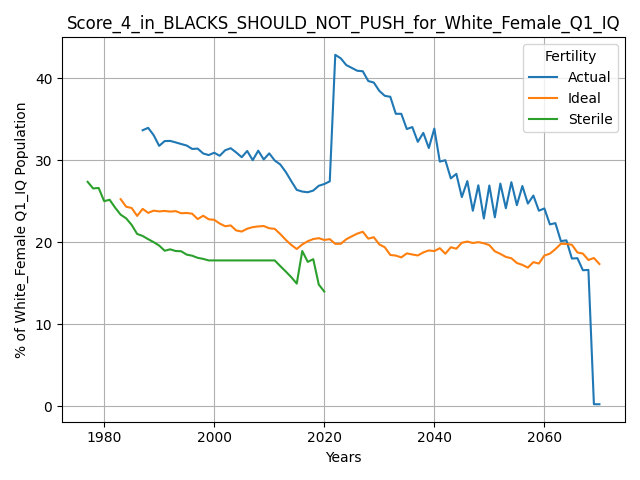 Score_4_in_BLACKS_SHOULD_NOT_PUSH_for_White_Female_Q1_IQ
Fertility
Actual
Ideal
Sterile
% of White_Female Q1_IQ Population
40
30
20
10
0
1980
2000
2020
2040
2060
Years